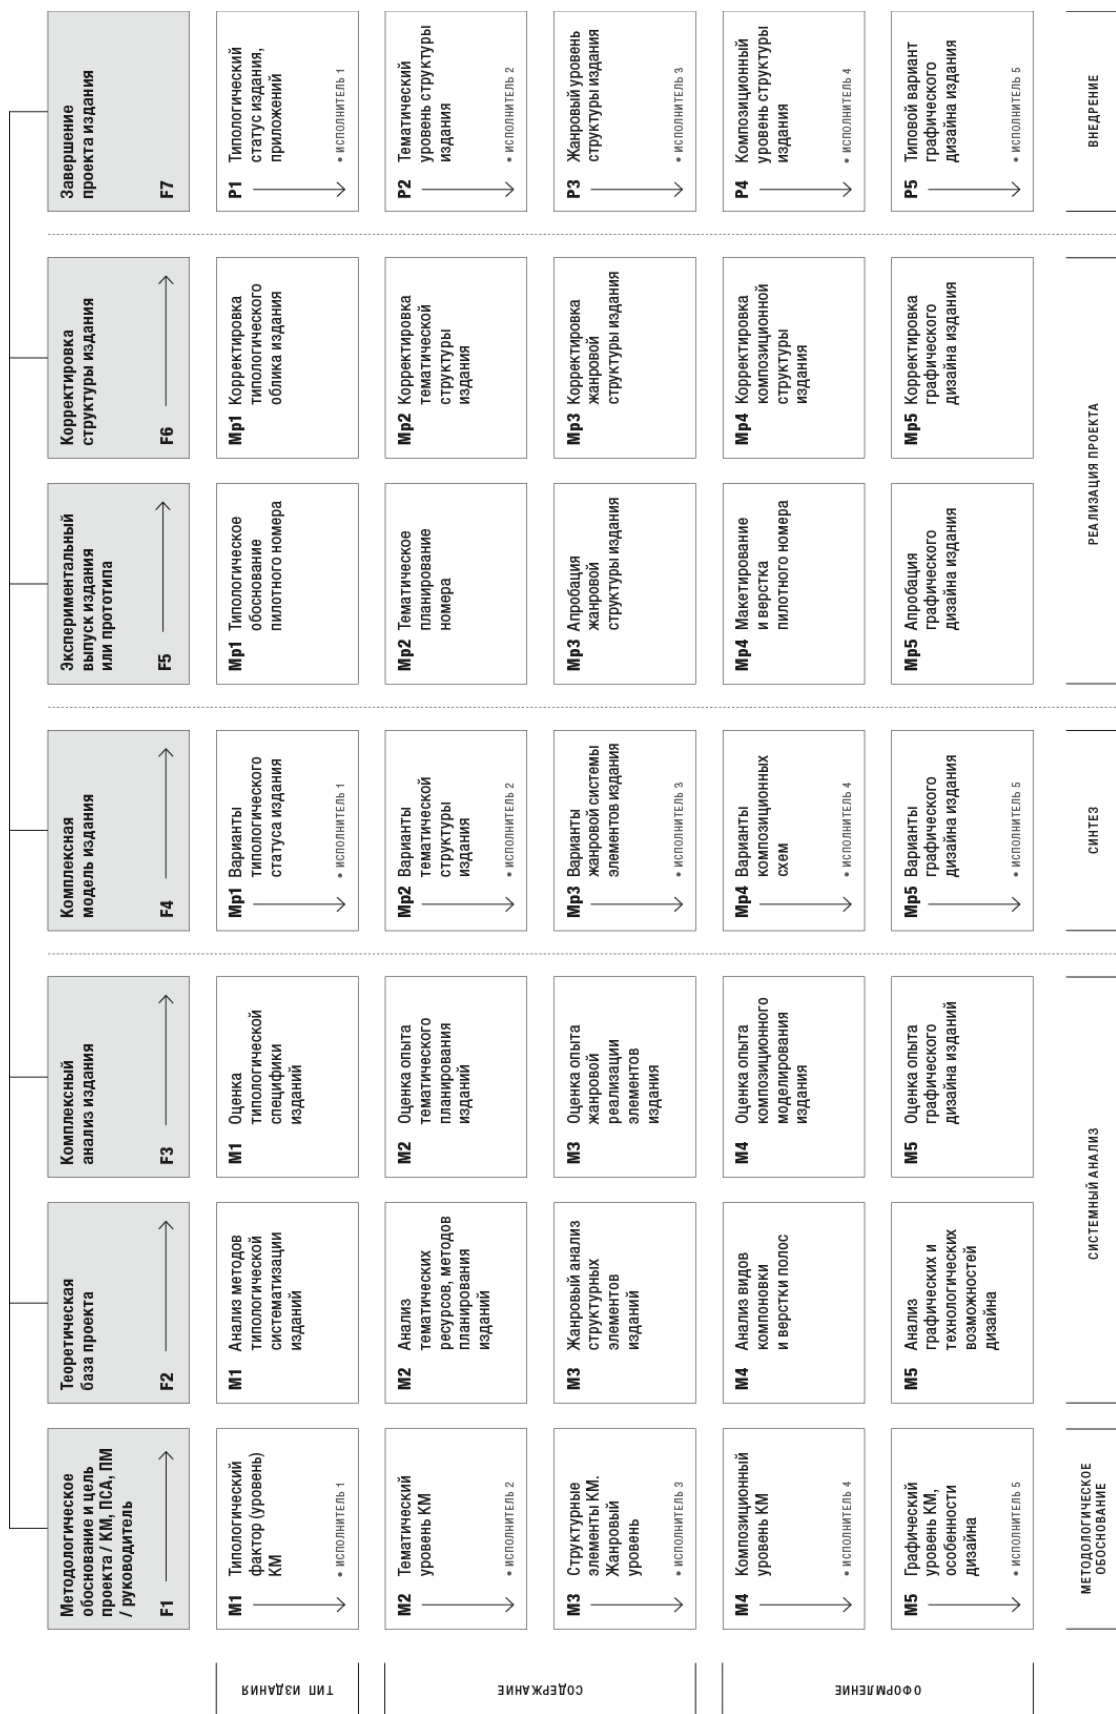 Методологическое
обоснование и цель
проекта / КМ, ПСА, ПМ
/ руководитель
F1
Теоретическая
база проекта
F2
Комплексный
анализ издания
F3
Комплексная
модель издания
F4
Экспериментальный
выпуск издания
или прототипа
F5
Корректировка
структуры издания
F6
Завершение
проекта издания
F7
ТИП ИЗДАНИЯ
M1 Типологический
фактор (уровень)
КМ
• ИСПОЛНИТЕЛЬ 1
M1 Анализ методов
типологической
систематизации
изданий
M1 Оценка
типологической
специфики
изданий
Mp1 Варианты
типологического
статуса издания
• ИСПОЛНИТЕЛЬ 1
Mp1 Типологическое
обоснование
пилотного номера
Mp1 Корректировка
типологического
облика издания
P1 Типологический
статус издания,
приложений
• ИСПОЛНИТЕЛЬ 1
СОДЕРЖАНИЕ
M2 Тематический
уровень КМ
• ИСПОЛНИТЕЛЬ 2
M2 Анализ
тематических
ресурсов, методов
планирования
изданий
M2 Оценка опыта
тематического
планирования
изданий
Mp2 Варианты
тематической
структуры
издания
• ИСПОЛНИТЕЛЬ 2
Mp2 Тематическое
планирование
номера
Mp2 Корректировка
тематической
структуры
издания
P2 Тематический
уровень структуры
издания
• ИСПОЛНИТЕЛЬ 2
M3 Структурные
элементы КМ.
Жанровый
уровень
• ИСПОЛНИТЕЛЬ 3
M3 Жанровый анализ
структурных
элементов
изданий
M3 Оценка опыта
жанровой
реализации
элементов
издания
Mp3 Варианты
жанровой системы
элементов издания
• ИСПОЛНИТЕЛЬ 3
Mp3 Апробация
жанровой
структуры издания
Mp3 Корректировка
жанровой
структуры издания
P3 Жанровый уровень
структуры издания
• ИСПОЛНИТЕЛЬ 3
ОФОРМЛЕНИЕ
M4 Композиционный
уровень КМ
• ИСПОЛНИТЕЛЬ 4
M4 Анализ видов
компоновки
и верстки полос
M4 Оценка опыта
композиционного
моделирования
издания
Mp4 Варианты
композиционных
схем
• ИСПОЛНИТЕЛЬ 4
Mp4 Макетирование
и верстка
пилотного номера
Mp4 Корректировка
композиционной
структуры
издания
P4 Композиционный
уровень структуры
издания
• ИСПОЛНИТЕЛЬ 4
M5 Графический
уровень КМ,
особенности
дизайна
• ИСПОЛНИТЕЛЬ 5
M5 Анализ
графических и
технологических
возможностей
дизайна
M5 Оценка опыта
графического
дизайна изданий
Mp5 Варианты
графического
дизайна издания
• ИСПОЛНИТЕЛЬ 5
Mp5 Апробация
графического
дизайна издания
Mp5 Корректировка
графического
дизайна издания
P5 Типовой вариант
графического
дизайна издания
• ИСПОЛНИТЕЛЬ 5
МЕТОДОЛОГИЧЕСКОЕ
ОБОСНОВАНИЕ
СИСТЕМНЫЙ АНАЛИЗ
СИНТЕЗ
РЕАЛИЗАЦИЯ ПРОЕКТА
ВНЕДРЕНИЕ